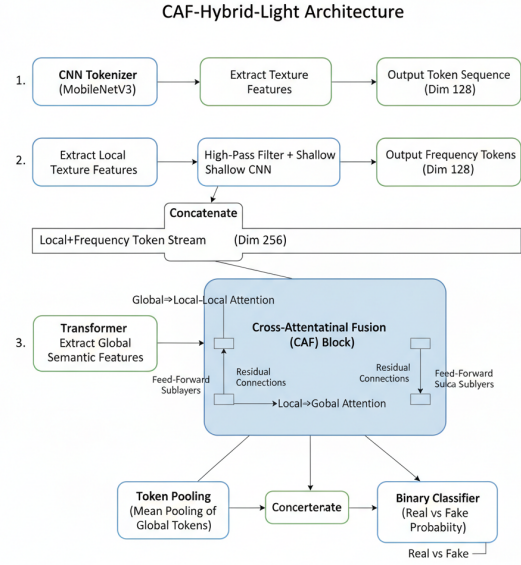 CAF-Hybrid-Light Architecture
1.
CNN Tokenizer
(MobileNetV3)
Extract Texture
Features
Output Token Sequence
(Dim 128)
2.
Extract Local
Texture Features
High-Pass Filter + Shallow
Shallow CNN
Output Frequency Tokens
(Dim 128)
Concatenate
Local+Frequency Token Stream (Dim 256)
Global⇒Local-Local Attention
Cross-Attentatinal Fusion
(CAF) Block)
3.
Transformer
Extract Global
Semantic Features
Feed-Forward
Sublayers
Residual
Connections
Residual
Connections
Feed-Forward
Sulca Sublyers
Local⇒Gobal Attention
Token Pooling
(Mean Pooling of
Global Tokens)
Concertenate
Binary Classifier
(Real vs Fake
Probabiity)
Real vs Fake